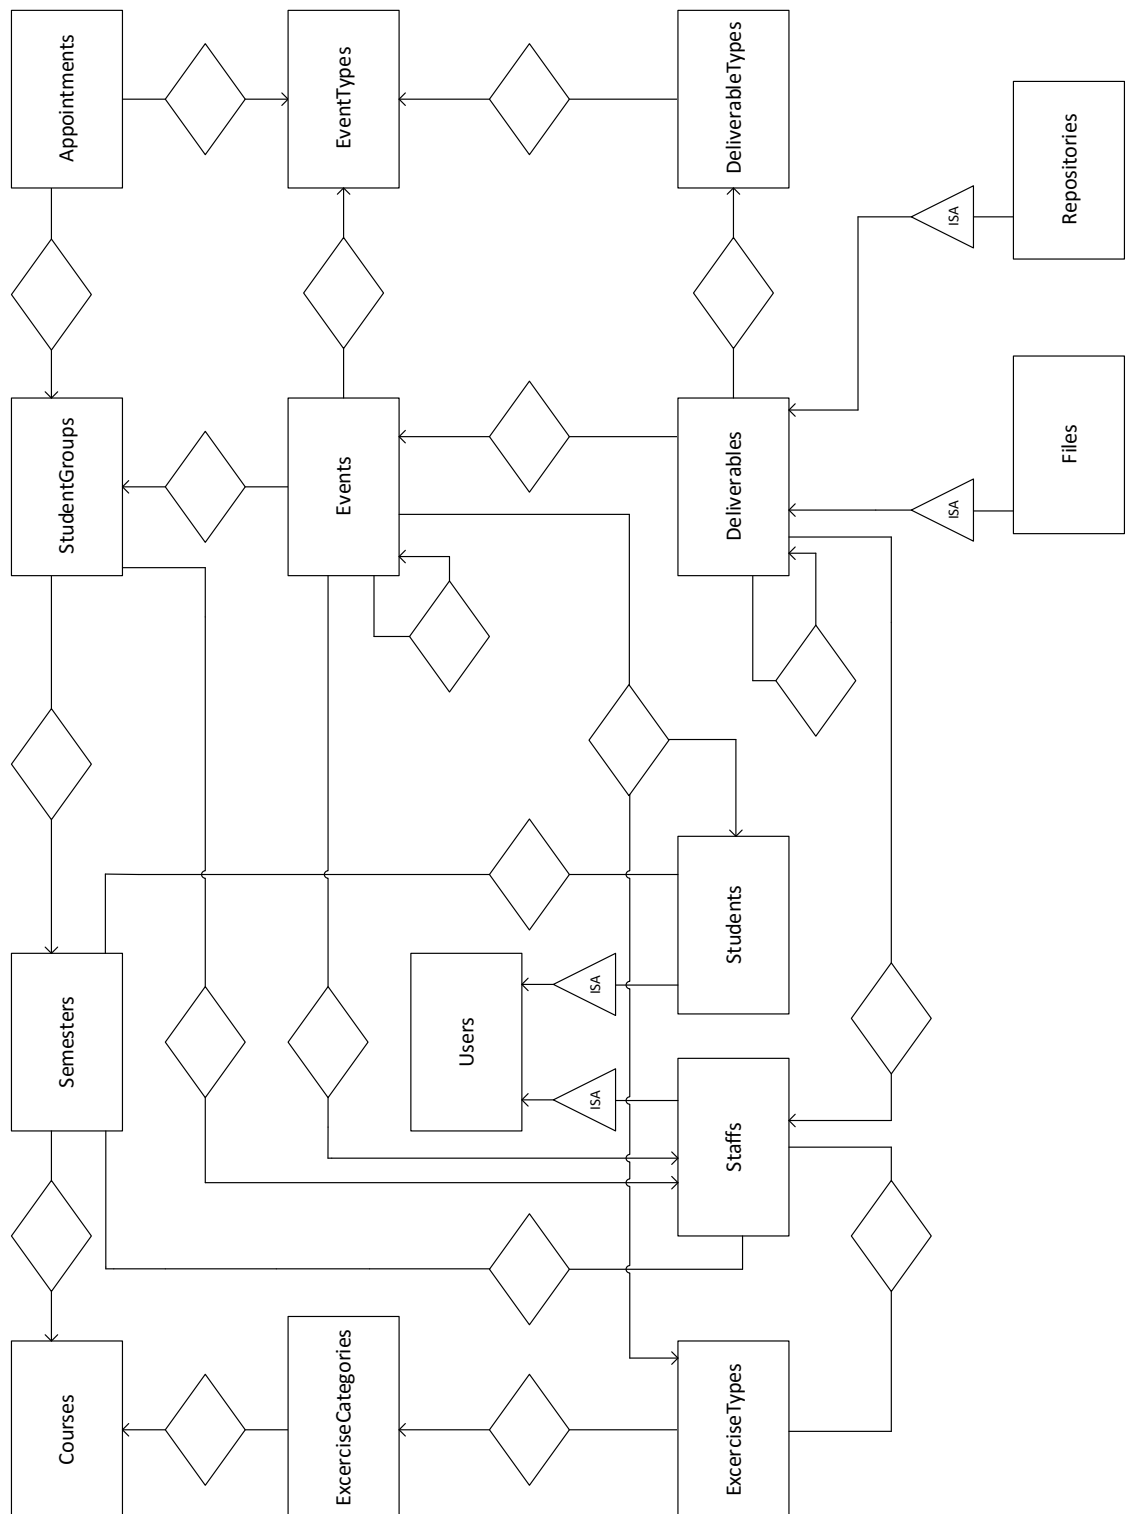 Courses
Semesters
StudentGroups
Appointments
ExcerciseCategories
Events
EventTypes
Users
ISA
ISA
ExcerciseTypes
Staffs
Students
Deliverables
DeliverableTypes
ISA
ISA
Files
Repositories